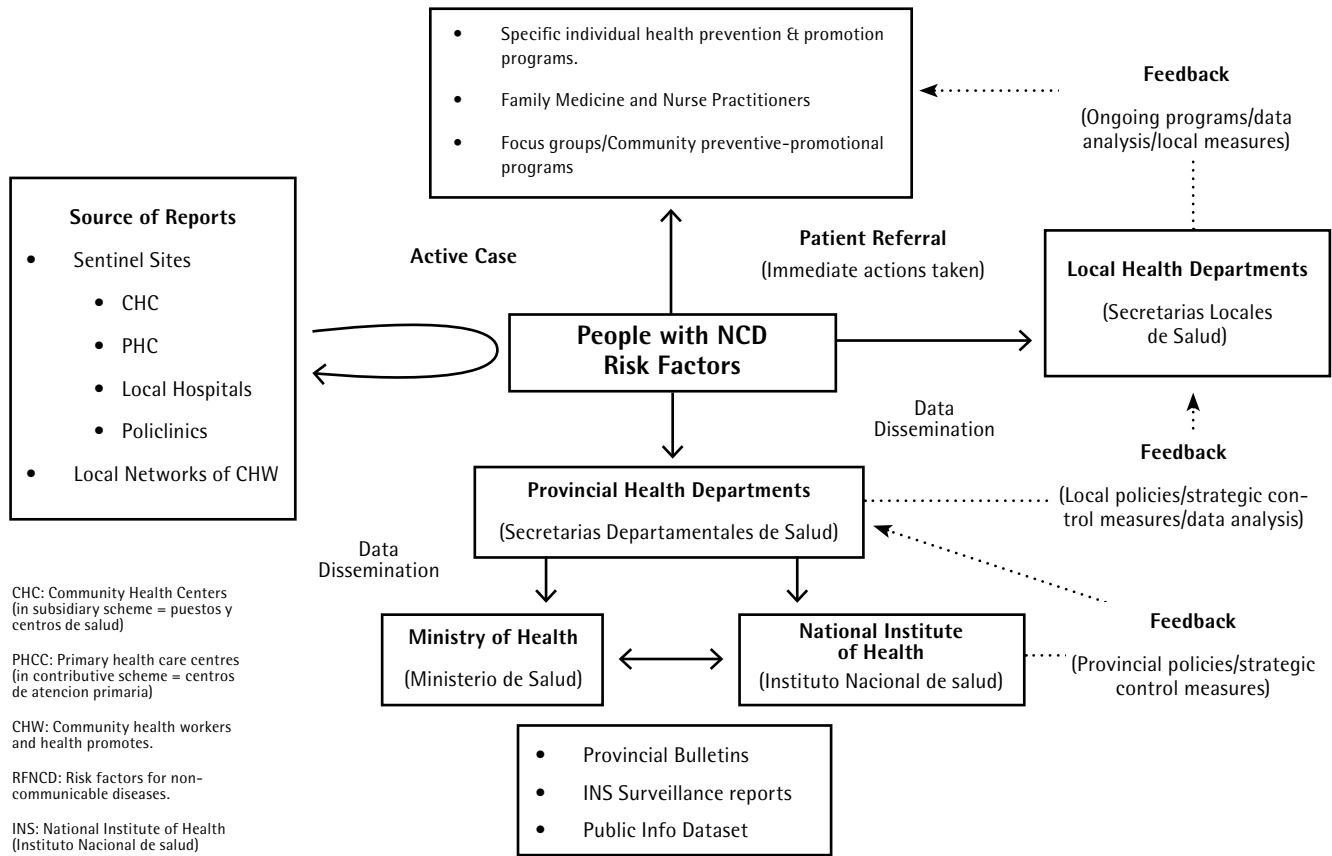 • Specific individual health prevention & promotion
programs.
• Family Medicine and Nurse Practitioners
• Focus groups/Community preventive-promotional
programs
Feedback
(Ongoing programs/data
analysis/local measures)
Source of Reports
• Sentinel Sites
• CHC
• PHC
• Local Hospitals
• Policlinics
• Local Networks of CHW
Active Case
Patient Referral
(Immediate actions taken)
Local Health Departments
(Secretarias Locales
de Salud)
People with NCD
Risk Factors
Data
Dissemination
Feedback
(Local policies/strategic con-
trol measures/data analysis)
Provincial Health Departments
(Secretarias Departamentales de Salud)
Data
Dissemination
Ministry of Health
(Ministerio de Salud)
National Institute
of Health
(Instituto Nacional de salud)
Feedback
(Provincial policies/strategic
control measures)
• Provincial Bulletins
• INS Surveillance reports
• Public Info Dataset
CHC: Community Health Centers
(in subsidiary scheme = puestos y
centros de salud)
PHCC: Primary health care centres
(in contributive scheme = centros
de atencion primaria)
CHW: Community health workers
and health promotes.
RFNCD: Risk factors for non-
communicable diseases.
INS: National Institute of Health
(Instituto Nacional de salud)